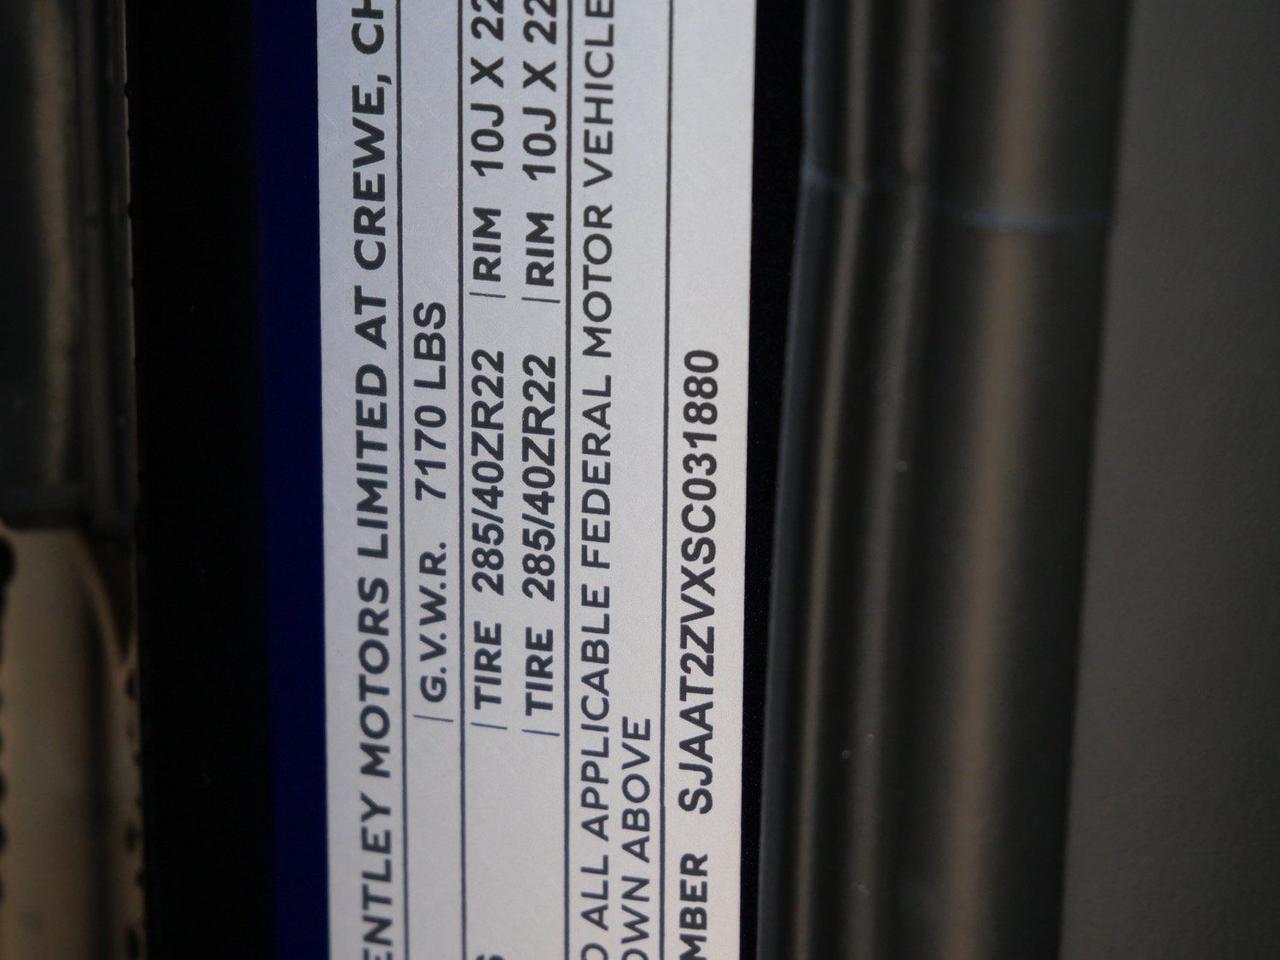 ENTLEY MOTORS LIMITED AT CREWE, CH
G.V.W.R. 7170 LBS
TIRE 285/40ZR22 | RIM 10J X 22
TIRE 285/40ZR22 | RIM 10J X 22
O ALL APPLICABLE FEDERAL MOTOR VEHICLE
OWN ABOVE
MBER SJAAT2ZVXSC031880